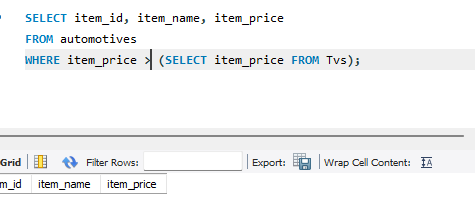 SELECT item_id, item_name, item_price
FROM automotives
WHERE item_price > (SELECT item_price FROM Tvs);
Grid Filter Rows: Export: Wrap Cell Content: IA
m_id item_name item_price